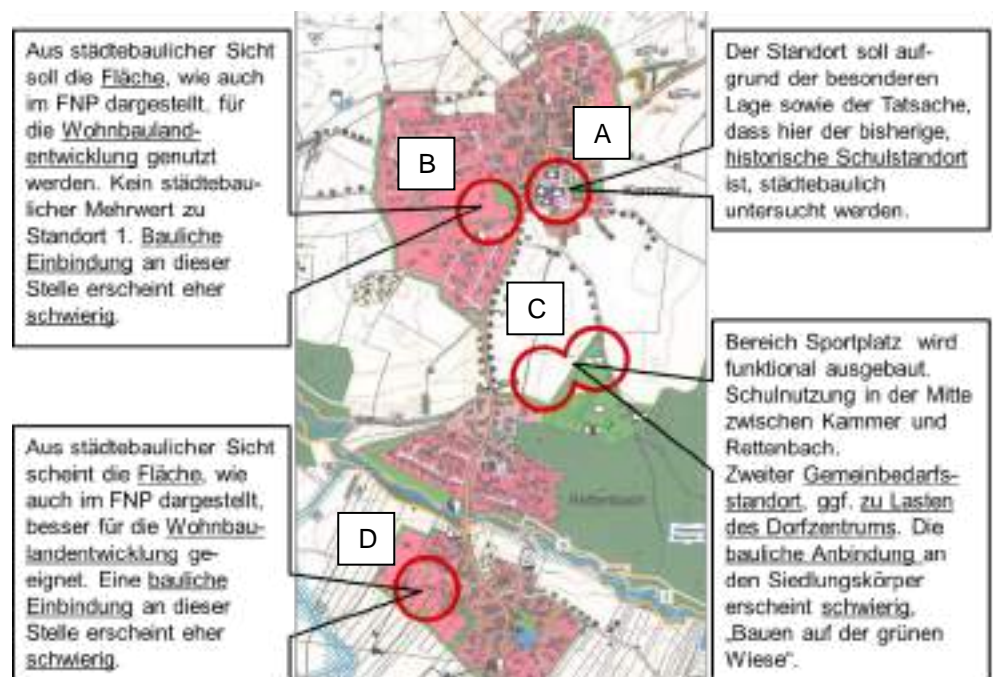 Aus städtebaulicher Sicht
soll die Fläche, wie auch
im FNP dargestellt, für
die Wohnbauland-
entwicklung genutzt
werden. Kein städtebau-
licher Mehrwert zu
Standort 1. Bauliche
Einbindung an dieser
Stelle erscheint eher
schwierig.
Aus städtebaulicher Sicht
scheint die Fläche, wie
auch im FNP dargestellt,
besser für die Wohnbau-
landentwicklung ge-
eignet. Eine bauliche
Einbindung an dieser
Stelle erscheint eher
schwierig.
A
B
Kammer
C
Rettenbach
D
Der Standort soll auf-
grund der besonderen
Lage sowie der Tatsache,
dass hier der bisherige,
historische Schulstandort
ist, städtebaulich
untersucht werden.
Bereich Sportplatz wird
funktional ausgebaut.
Schulnutzung in der Mitte
zwischen Kammer und
Rettenbach.
Zweiter Gemeinbedarfs-
standort, ggf. zu Lasten
des Dorfzentrums. Die
bauliche Anbindung an
den Siedlungskörper
erscheint schwierig,
„Bauen auf der grünen
Wiese“.